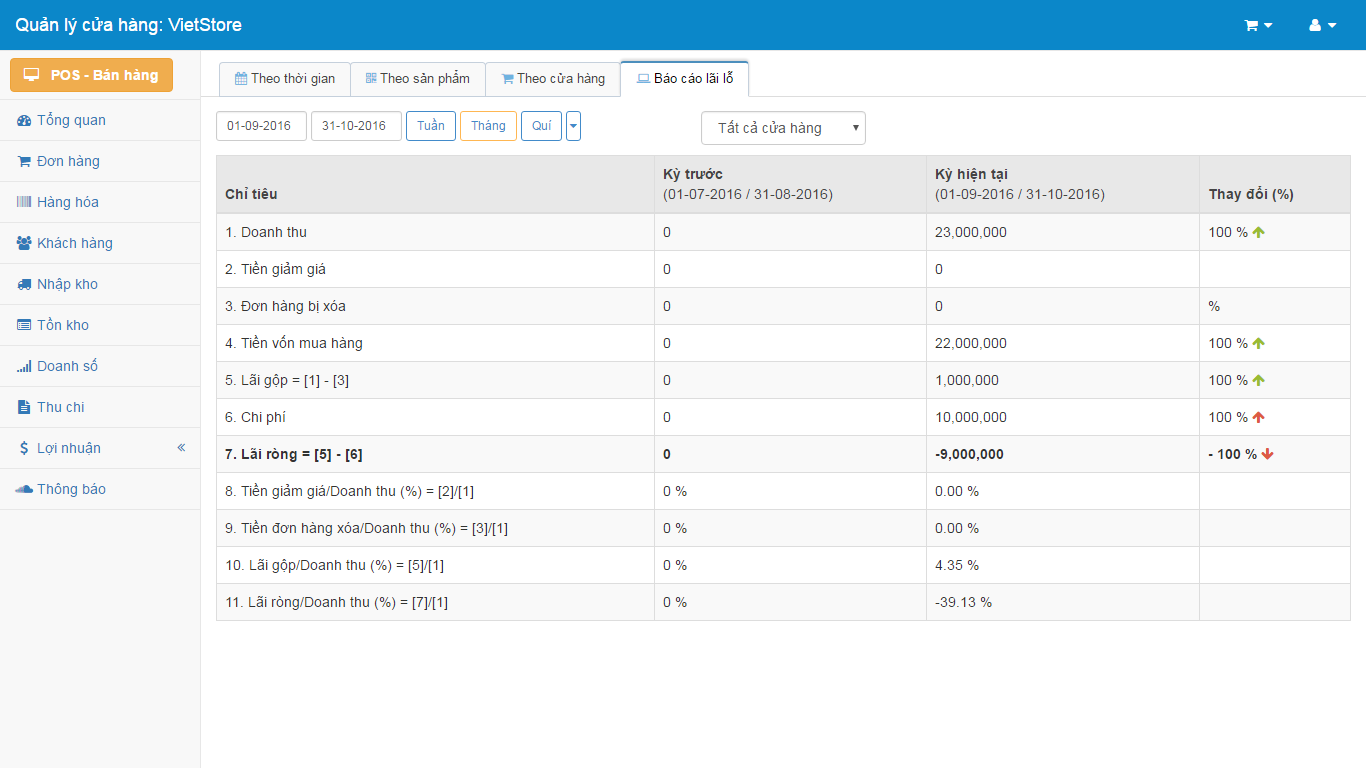 Quản lý cửa hàng: VietStore
POS - Bán hàng
Tổng quan
Đơn hàng
Hàng hóa
Khách hàng
Nhập kho
Tồn kho
Doanh số
Thu chi
Lợi nhuận
Thông báo
Theo thời gian Theo sản phẩm Theo cửa hàng Báo cáo lãi lỗ
01-09-2016 31-10-2016 Tuần Tháng Quí Tất cả cửa hàng
Kỳ trước Kỳ hiện tại
Chỉ tiêu (01-07-2016 / 31-08-2016) (01-09-2016 / 31-10-2016) Thay đổi (%)
1. Doanh thu 0 23,000,000 100 %
2. Tiền giảm giá 0 0
3. Đơn hàng bị xóa 0 0 %
4. Tiền vốn mua hàng 0 22,000,000 100 %
5. Lãi gộp = [1] - [3] 0 1,000,000 100 %
6. Chi phí 0 10,000,000 100 %
7. Lãi ròng = [5] - [6] 0 -9,000,000 - 100 %
8. Tiền giảm giá/Doanh thu (%) = [2]/[1] 0 % 0.00 %
9. Tiền đơn hàng xóa/Doanh thu (%) = [3]/[1] 0 % 0.00 %
10. Lãi gộp/Doanh thu (%) = [5]/[1] 0 % 4.35 %
11. Lãi ròng/Doanh thu (%) = [7]/[1] 0 % -39.13 %